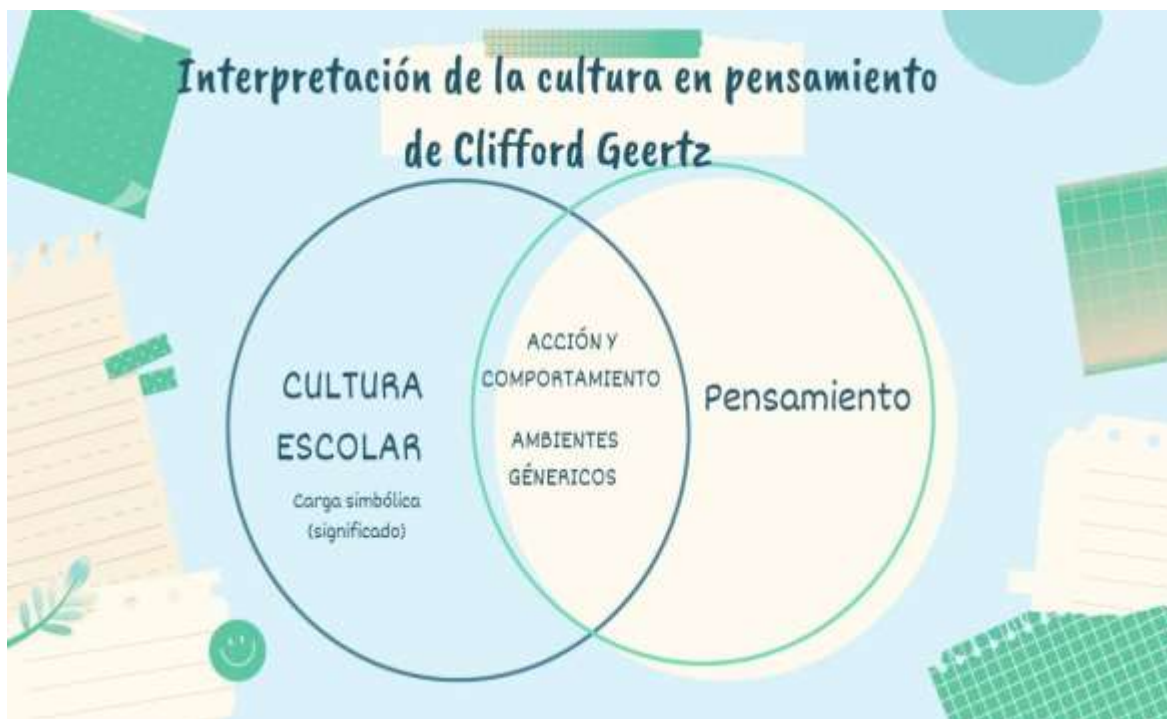 Interpretación de la cultura en pensamiento
de Clifford Geertz
CULTURA
ESCOLAR
Carga simbólica
(significado)
ACCIÓN Y
COMPORTAMIENTO
AMBIENTES
GÉNERICOS
Pensamiento